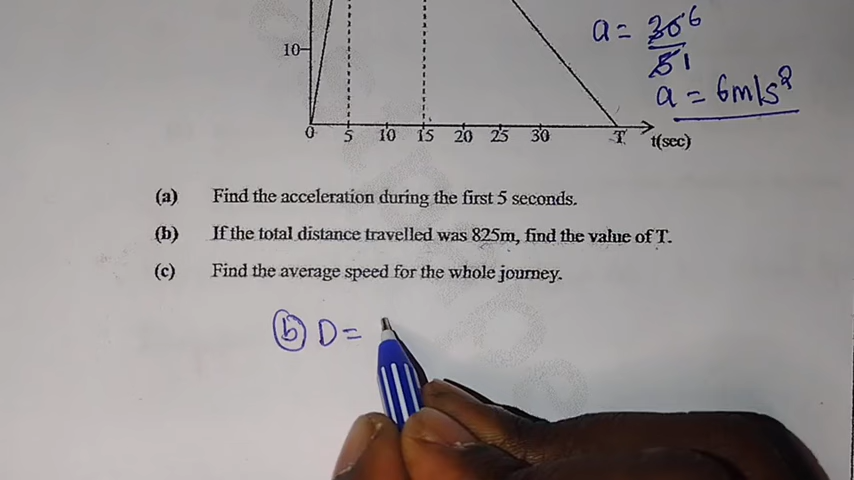 a = 30 6
5 1
10
a = 6m/s²
0 5 10 15 20 25 30 T t(sec)
(a) Find the acceleration during the first 5 seconds.
(b) If the total distance travelled was 825m, find the value of T.
(c) Find the average speed for the whole journey.
(b) D =